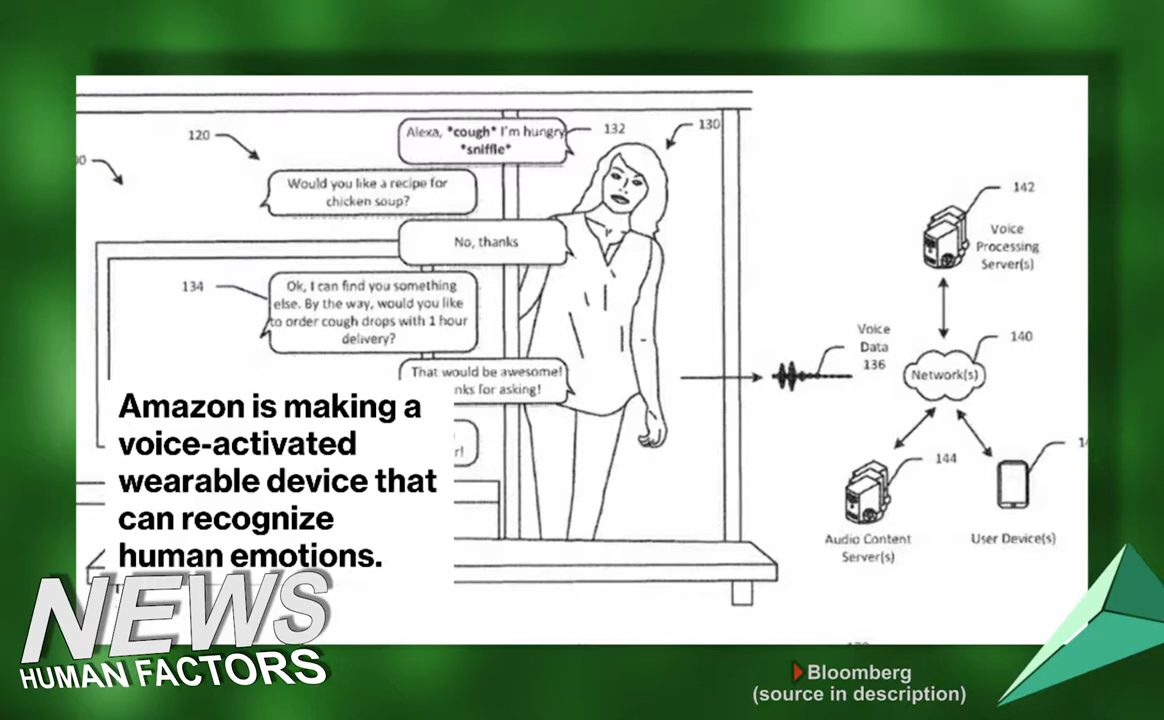 120
Alexa, *cough* I'm hungry
*sniffle*
132
130
Would you like a recipe for
chicken soup?
No, thanks
134
Ok, I can find you something
else. By the way, would you like
to order cough drops with 1 hour
delivery?
That would be awesome!
nks for asking!
142
Voice
Processing
Server(s)
140
Network(s)
Voice
Data
136
144
Audio Content
Server(s)
User Device(s)
Amazon is making a
voice-activated
wearable device that
can recognize
human emotions.
NEWS
HUMAN FACTORS
Bloomberg
(source in description)